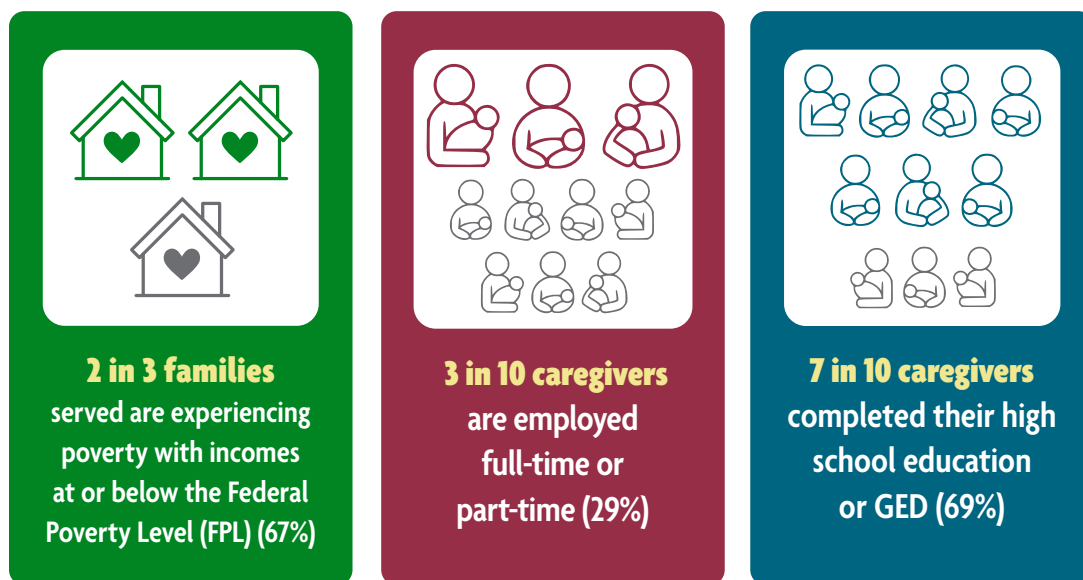 2 in 3 families
served are experiencing
poverty with incomes
at or below the Federal
Poverty Level (FPL) (67%)
3 in 10 caregivers
are employed
full-time or
part-time (29%)
7 in 10 caregivers
completed their high
school education
or GED (69%)